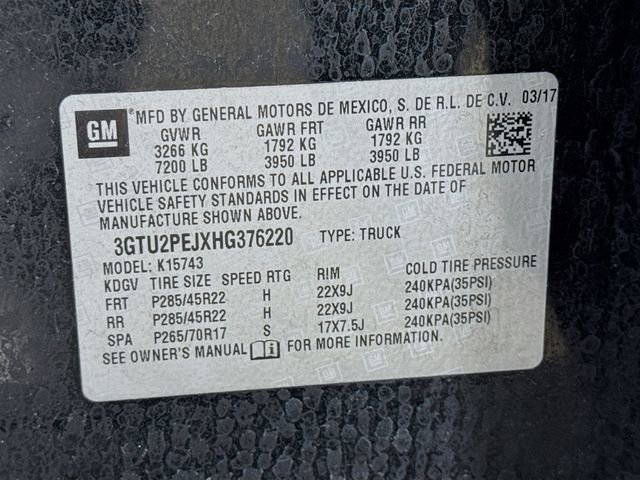 GM ® MFD BY GENERAL MOTORS DE MEXICO, S. DE R.L. DE C.V. 03/17
GVWR GAWR FRT GAWR RR
3266 KG 1792 KG 1792 KG
7200 LB 3950 LB 3950 LB
THIS VEHICLE CONFORMS TO ALL APPLICABLE U.S. FEDERAL MOTOR
VEHICLE SAFETY STANDARDS IN EFFECT ON THE DATE OF
MANUFACTURE SHOWN ABOVE.
3GTU2PEJXHG376220 TYPE: TRUCK
MODEL: K15743
KDGV TIRE SIZE SPEED RTG RIM COLD TIRE PRESSURE
FRT P285/45R22 H 22X9J 240KPA(35PSI)
RR P285/45R22 H 22X9J 240KPA(35PSI)
SPA P265/70R17 S 17X7.5J 240KPA(35PSI)
SEE OWNER'S MANUAL FOR MORE INFORMATION.